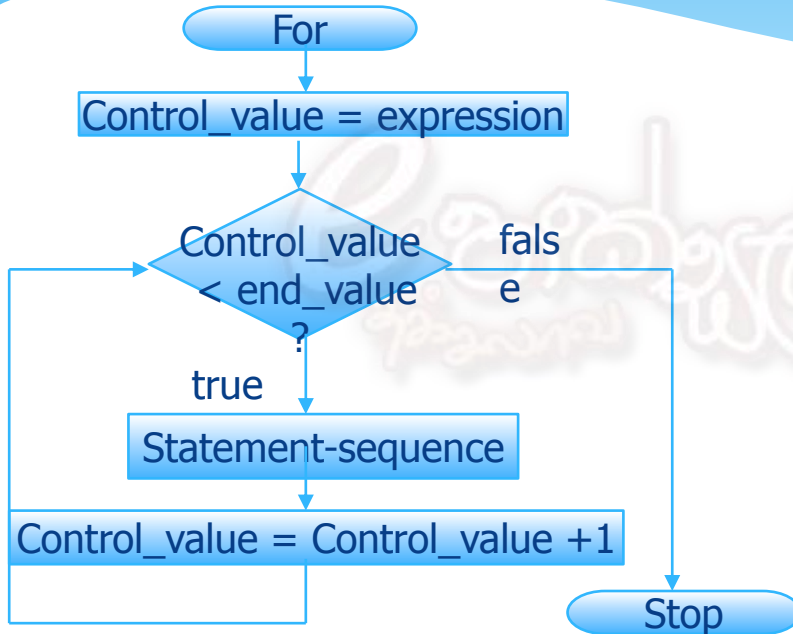 For
Control_value = expression
Control_value
< end_value
?
fals
e
true
Statement-sequence
Control_value = Control_value +1
Stop